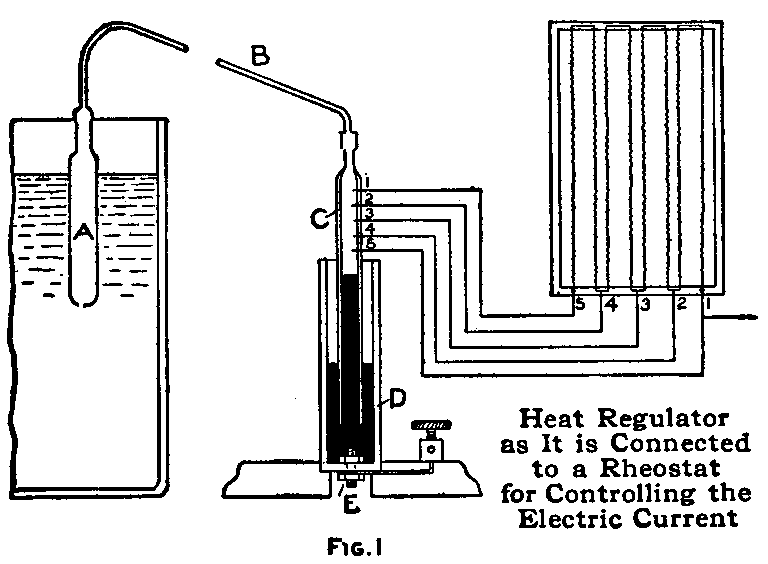 B
A
C
1
2
3
4
5
5 4 3 2 1
D
E
Heat Regulator
as It is Connected
to a Rheostat
for Controlling the
Electric Current
FIG. 1